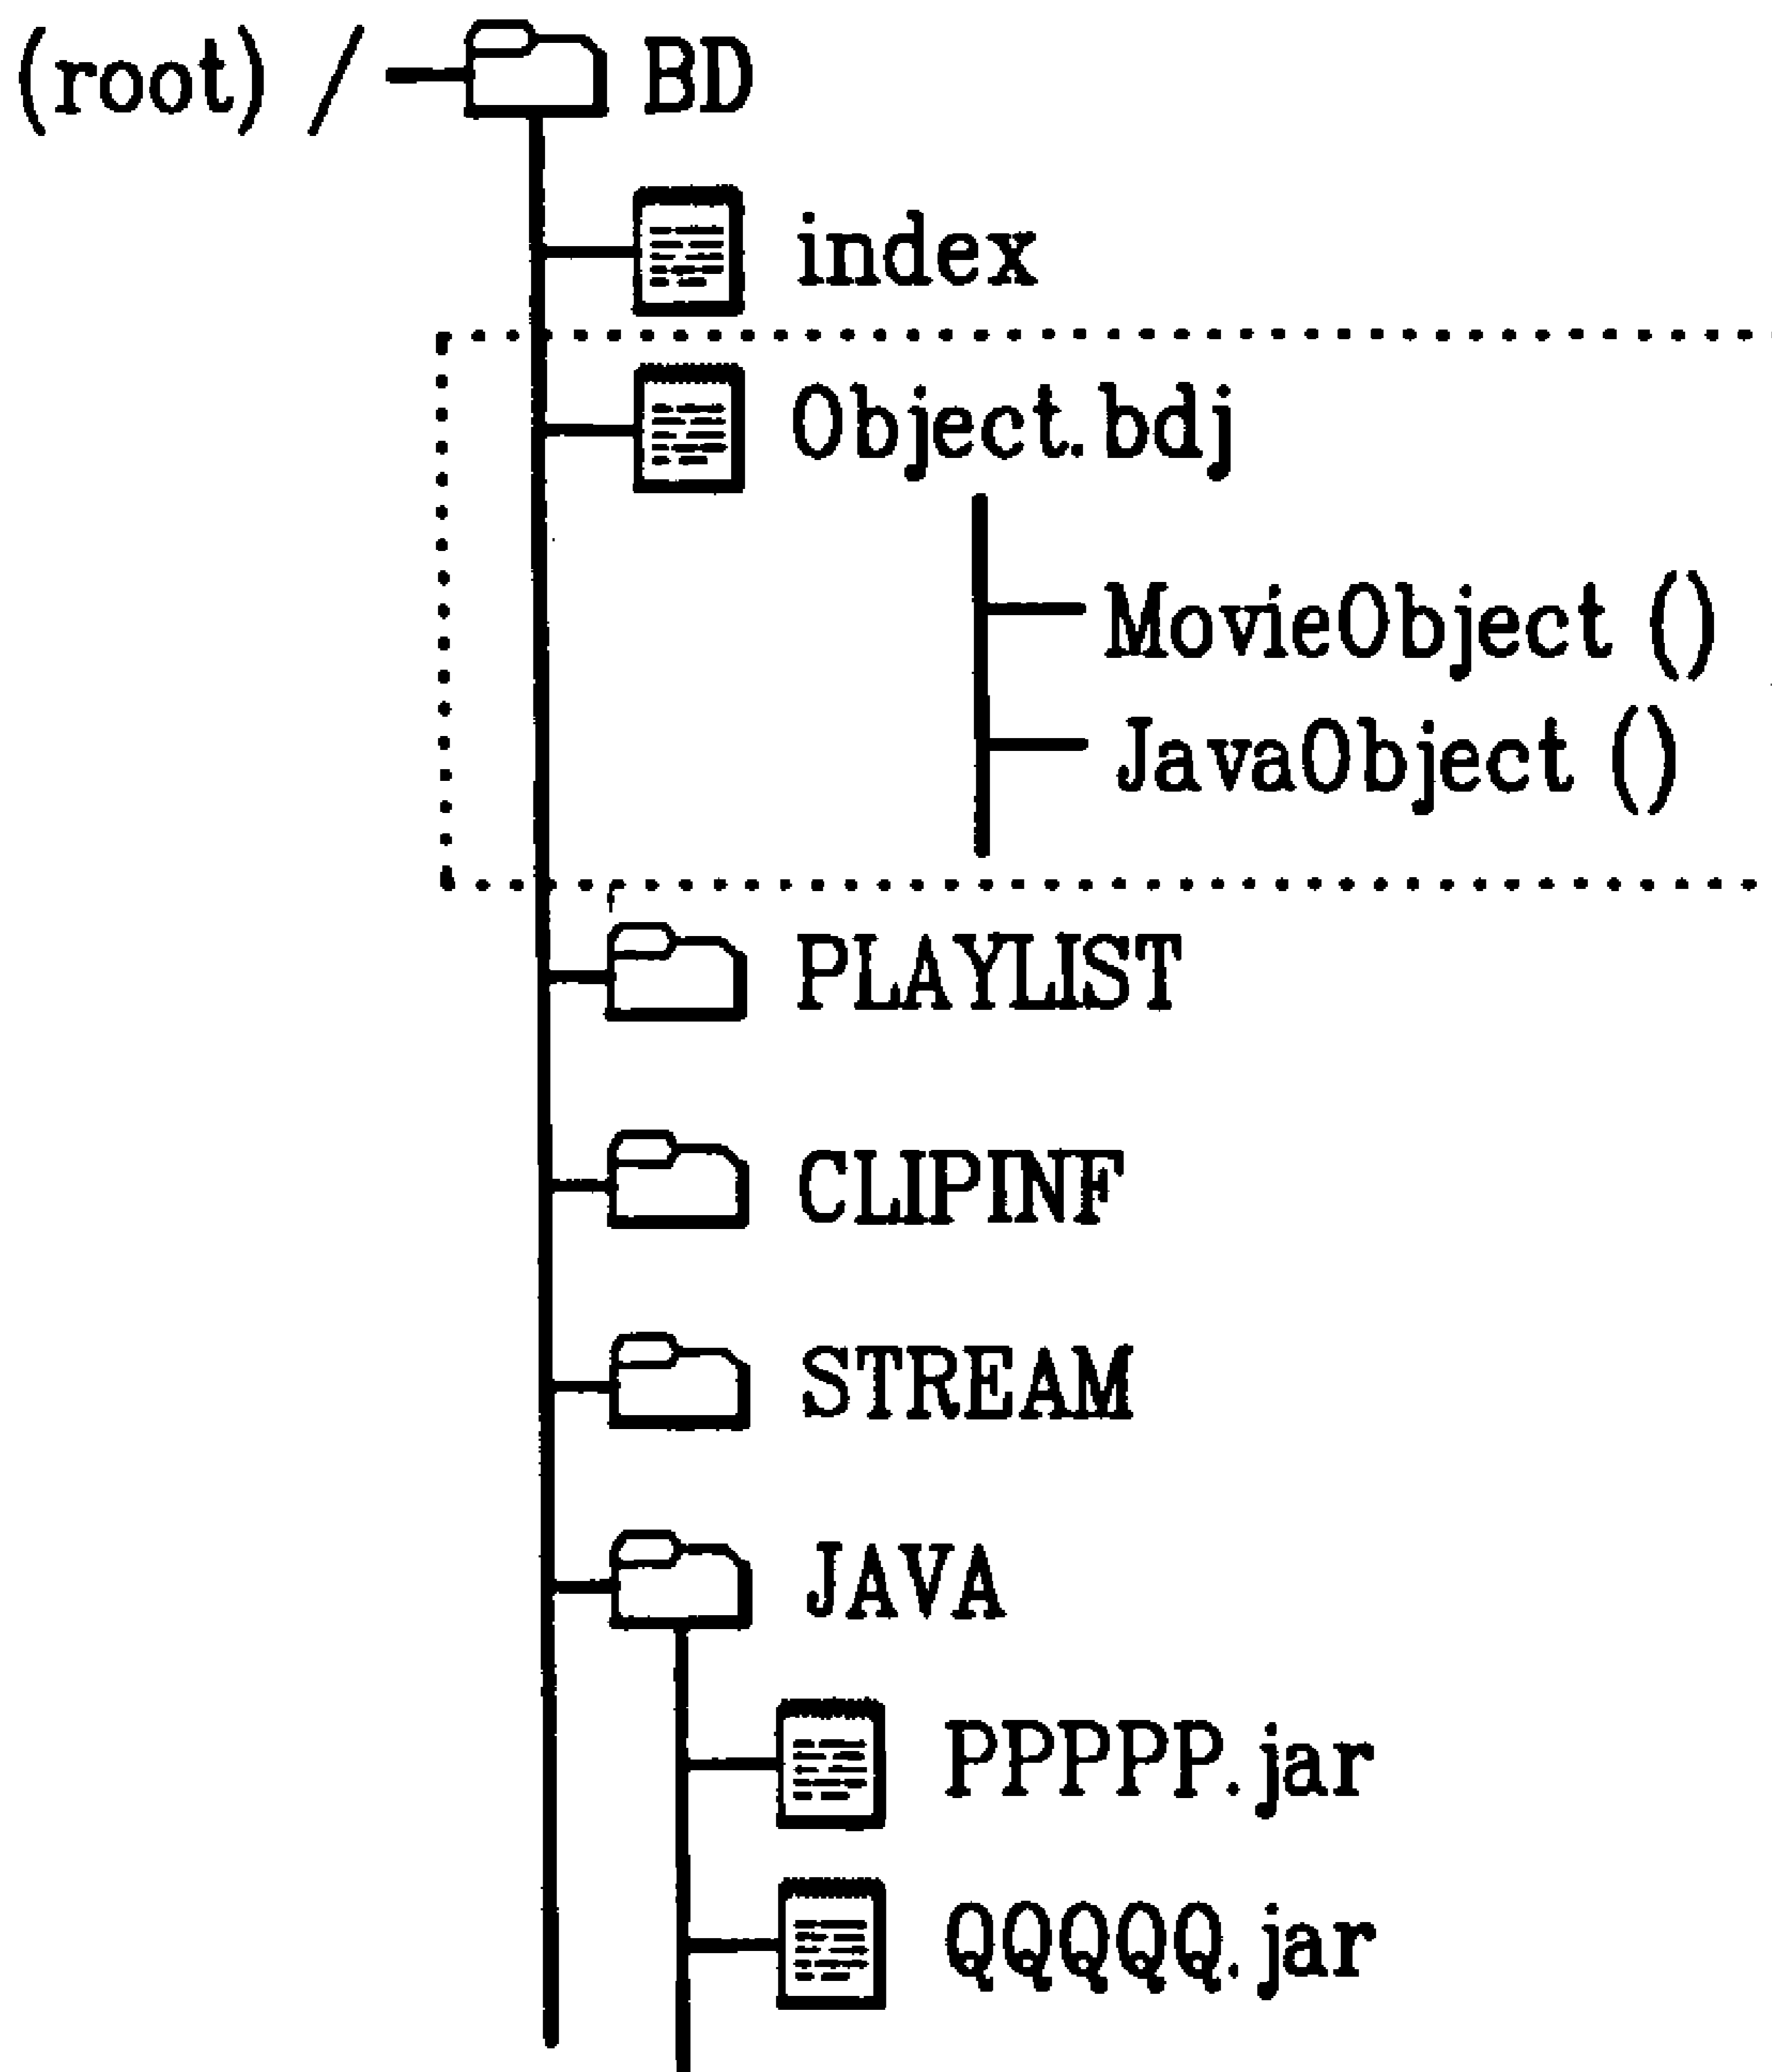 (root) / BD
index
Object.bdj
MovieObject ()
JavaObject ()
PLAYLIST
CLIPINF
STREAM
JAVA
PPPPP.jar
QQQQQ.jar